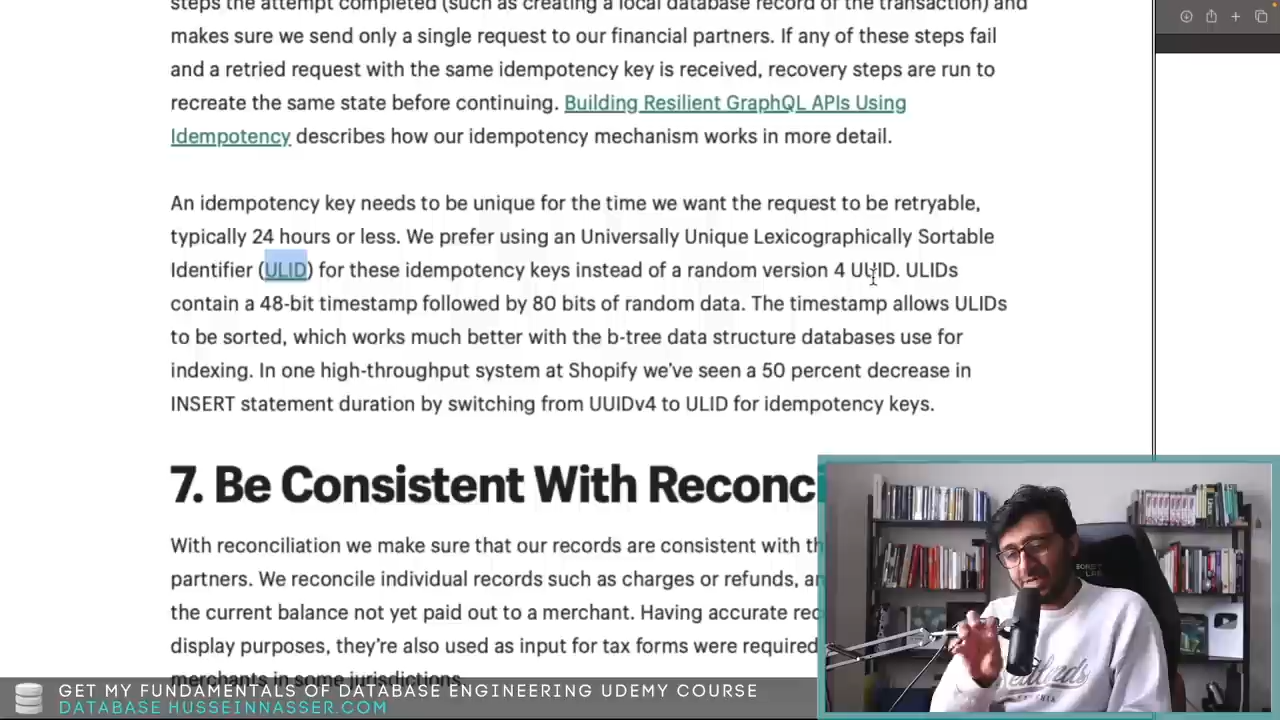 steps the attempt completed (such as creating a local database record of the transaction) and
makes sure we send only a single request to our financial partners. If any of these steps fail
and a retried request with the same idempotency key is received, recovery steps are run to
recreate the same state before continuing. Building Resilient GraphQL APIs Using
Idempotency describes how our idempotency mechanism works in more detail.
An idempotency key needs to be unique for the time we want the request to be retryable,
typically 24 hours or less. We prefer using an Universally Unique Lexicographically Sortable
Identifier (ULID) for these idempotency keys instead of a random version 4 UUID. ULIDs
contain a 48-bit timestamp followed by 80 bits of random data. The timestamp allows ULIDs
to be sorted, which works much better with the b-tree data structure databases use for
indexing. In one high-throughput system at Shopify we've seen a 50 percent decrease in
INSERT statement duration by switching from UUIDv4 to ULID for idempotency keys.
7. Be Consistent With Reconc
With reconciliation we make sure that our records are consistent with th
partners. We reconcile individual records such as charges or refunds, an
the current balance not yet paid out to a merchant. Having accurate rec
display purposes, they're also used as input for tax forms we're required
merchants in some jurisdictions.
GET MY FUNDAMENTALS OF DATABASE ENGINEERING UDEMY COURSE
DATABASE.HUSSEINNASSER.COM